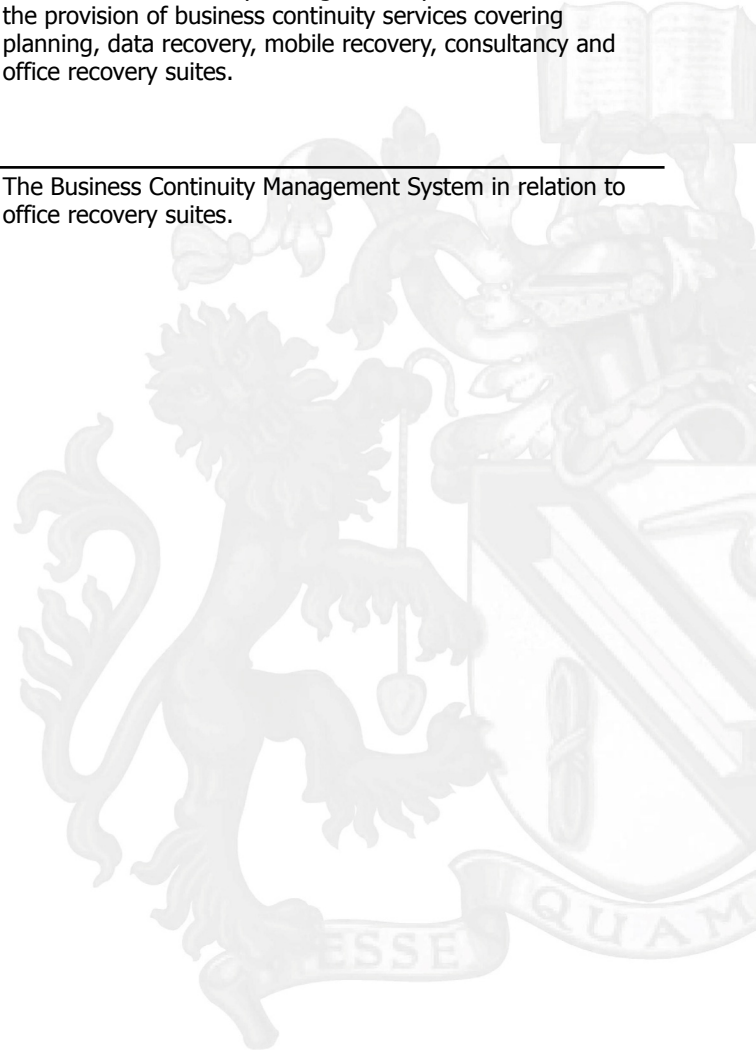 the provision of business continuity services covering
planning, data recovery, mobile recovery, consultancy and
office recovery suites.
The Business Continuity Management System in relation to
office recovery suites.
ESSE
QUAM